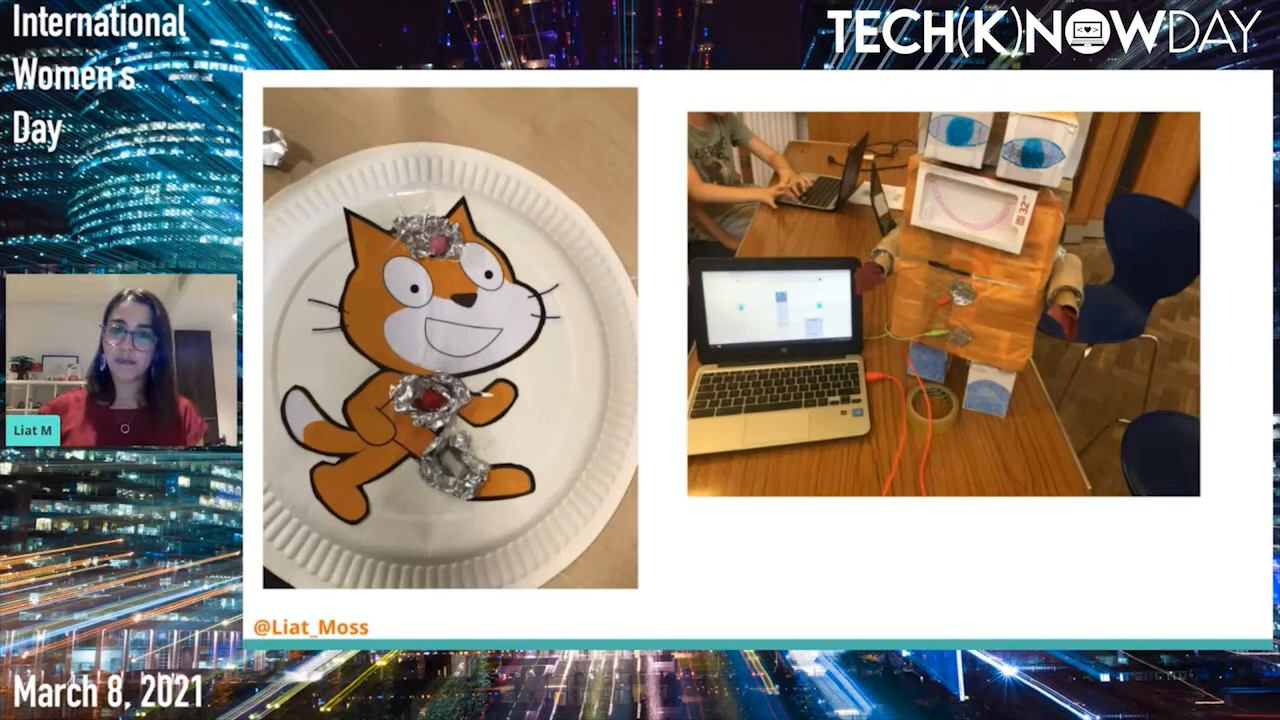 International
Women's
Day
TECH(K)NOWDAY
Liat M
@Liat_Moss
March 8, 2021